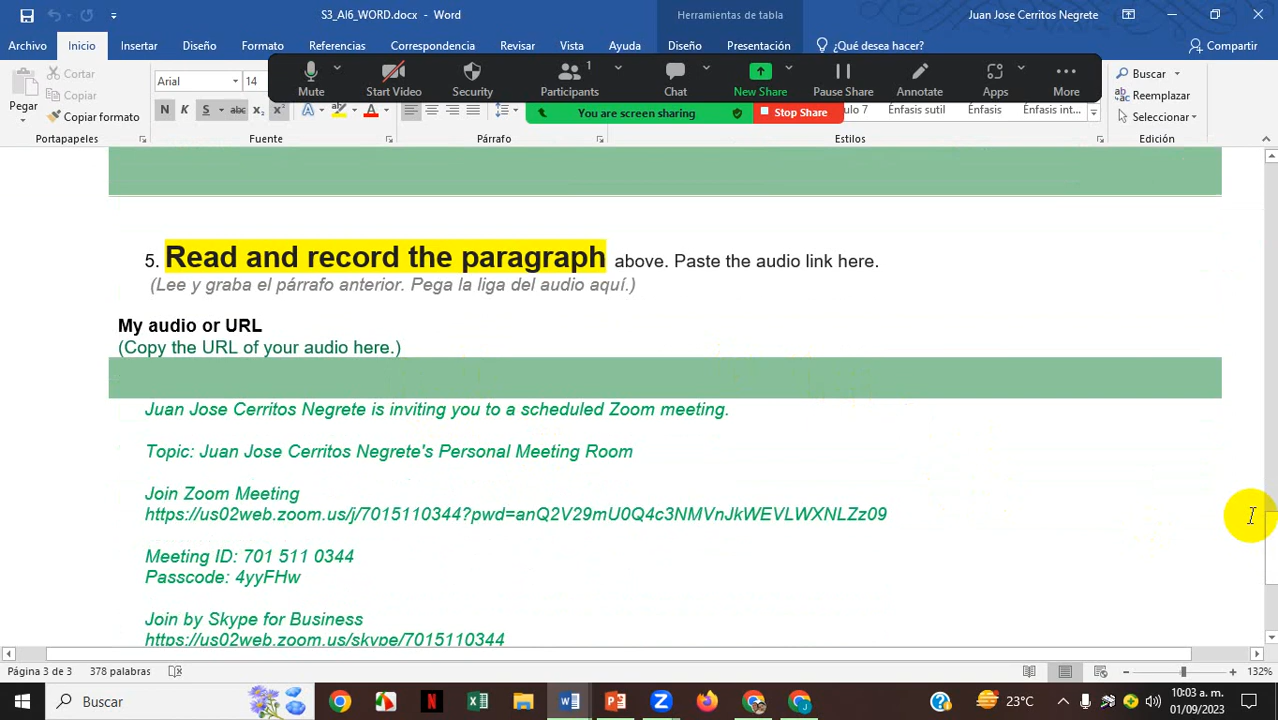 S3_AI6_WORD.docx - Word
Herramientas de tabla
Juan Jose Cerritos Negrete
Archivo Inicio Insertar Diseño Formato Referencias Correspondencia Revisar Vista Ayuda Diseño Presentación ¿Qué desea hacer? Compartir
Pegar
Cortar
Copiar
Copiar formato
Portapapeles
Arial 14
N K S abc x
Fuente
Párrafo
Mute Start Video Security Participants 1 Chat New Share Pause Share Annotate Apps More
You are screen sharing Stop Share
Énfasis sutil Énfasis Énfasis int...
Estilos
Buscar
Reemplazar
Seleccionar
Edición
5. Read and record the paragraph above. Paste the audio link here.
(Lee y graba el párrafo anterior. Pega la liga del audio aquí.)
My audio or URL
(Copy the URL of your audio here.)
Juan Jose Cerritos Negrete is inviting you to a scheduled Zoom meeting.
Topic: Juan Jose Cerritos Negrete's Personal Meeting Room
Join Zoom Meeting
https://us02web.zoom.us/j/7015110344?pwd=anQ2V29mU0Q4c3NMVnJkWEVLWXNLZz09
Meeting ID: 701 511 0344
Passcode: 4yyFHw
Join by Skype for Business
https://us02web.zoom.us/skype/7015110344
Página 3 de 3 378 palabras 132%
Buscar
23°C
10:03 a. m.
01/09/2023